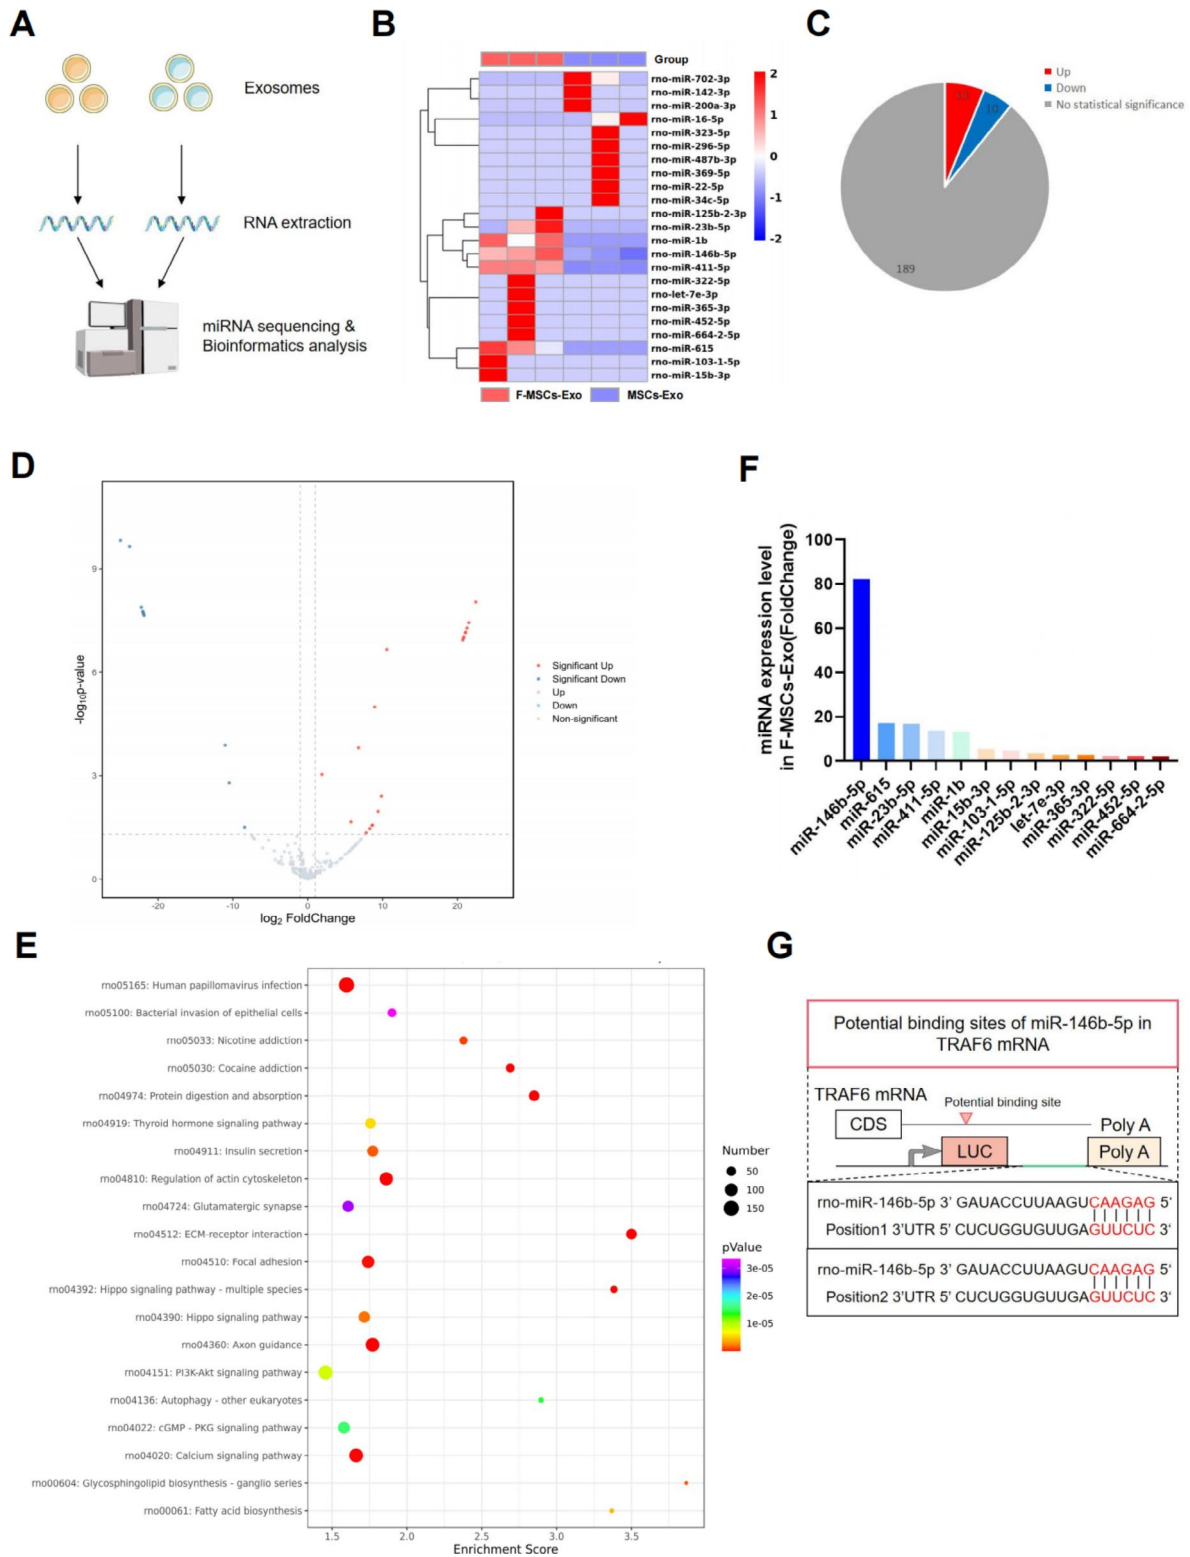 A
Exosomes
RNA extraction
miRNA sequencing &
Bioinformatics analysis
B
Group
rno-miR-702-3p
rno-miR-142-3p
rno-miR-200a-3p
rno-miR-16-5p
rno-miR-323-5p
rno-miR-296-5p
rno-miR-487b-3p
rno-miR-369-5p
rno-miR-22-5p
rno-miR-34c-5p
rno-miR-125b-2-3p
rno-miR-23b-5p
rno-miR-1b
rno-miR-146b-5p
rno-miR-411-5p
rno-miR-322-5p
rno-let-7e-3p
rno-miR-365-3p
rno-miR-452-5p
rno-miR-664-2-5p
rno-miR-615
rno-miR-103-1-5p
rno-miR-15b-3p
2
1
0
-1
-2
F-MSCs-Exo
MSCs-Exo
C
Up
Down
No statistical significance
13
10
189
D
-log10p-value
9
6
3
0
-20
-10
0
10
20
log2 FoldChange
Significant Up
Significant Down
Up
Down
Non-significant
F
miRNA expression level
in F-MSCs-Exo(FoldChange)
100
80
60
40
20
0
miR-146b-5p
miR-615
miR-23b-5p
miR-411-5p
miR-1b
miR-15b-3p
miR-103-1-5p
miR-125b-2-3p
let-7e-3p
miR-365-3p
miR-322-5p
miR-452-5p
miR-664-2-5p
E
rno05165: Human papillomavirus infection
rno05100: Bacterial invasion of epithelial cells
rno05033: Nicotine addiction
rno05030: Cocaine addiction
rno04974: Protein digestion and absorption
rno04919: Thyroid hormone signaling pathway
rno04911: Insulin secretion
rno04810: Regulation of actin cytoskeleton
rno04724: Glutamatergic synapse
rno04512: ECM-receptor interaction
rno04510: Focal adhesion
rno04392: Hippo signaling pathway - multiple species
rno04390: Hippo signaling pathway
rno04360: Axon guidance
rno04151: PI3K-Akt signaling pathway
rno04136: Autophagy - other eukaryotes
rno04022: cGMP - PKG signaling pathway
rno04020: Calcium signaling pathway
rno00604: Glycosphingolipid biosynthesis - ganglio series
rno00061: Fatty acid biosynthesis
1.5
2.0
2.5
3.0
3.5
Enrichment Score
Number
50
100
150
pValue
3e-05
2e-05
1e-05
G
Potential binding sites of miR-146b-5p in
TRAF6 mRNA
TRAF6 mRNA
Potential binding site
CDS
Poly A
LUC
Poly A
rno-miR-146b-5p 3' GAUACCUUAAGUCAAGAG 5'
Position1 3'UTR 5' CUCUGGUGUUGAGUUCUC 3'
rno-miR-146b-5p 3' GAUACCUUAAGUCAAGAG 5'
Position2 3'UTR 5' CUCUGGUGUUGAGUUCUC 3'